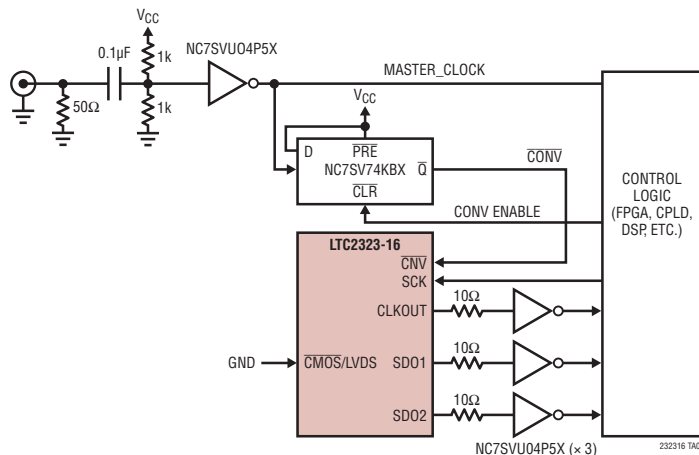 VCC
0.1µF
1k
NC7SVU04P5X
MASTER_CLOCK
50Ω
1k
VCC
D
PRE
NC7SV74KBX
Q
CLR
CONV
CONV ENABLE
CONTROL
LOGIC
(FPGA, CPLD,
DSP, ETC.)
LTC2323-16
CNV
SCK
CLKOUT
10Ω
GND
CMOS/LVDS
SDO1
10Ω
SDO2
10Ω
NC7SVU04P5X (× 3)